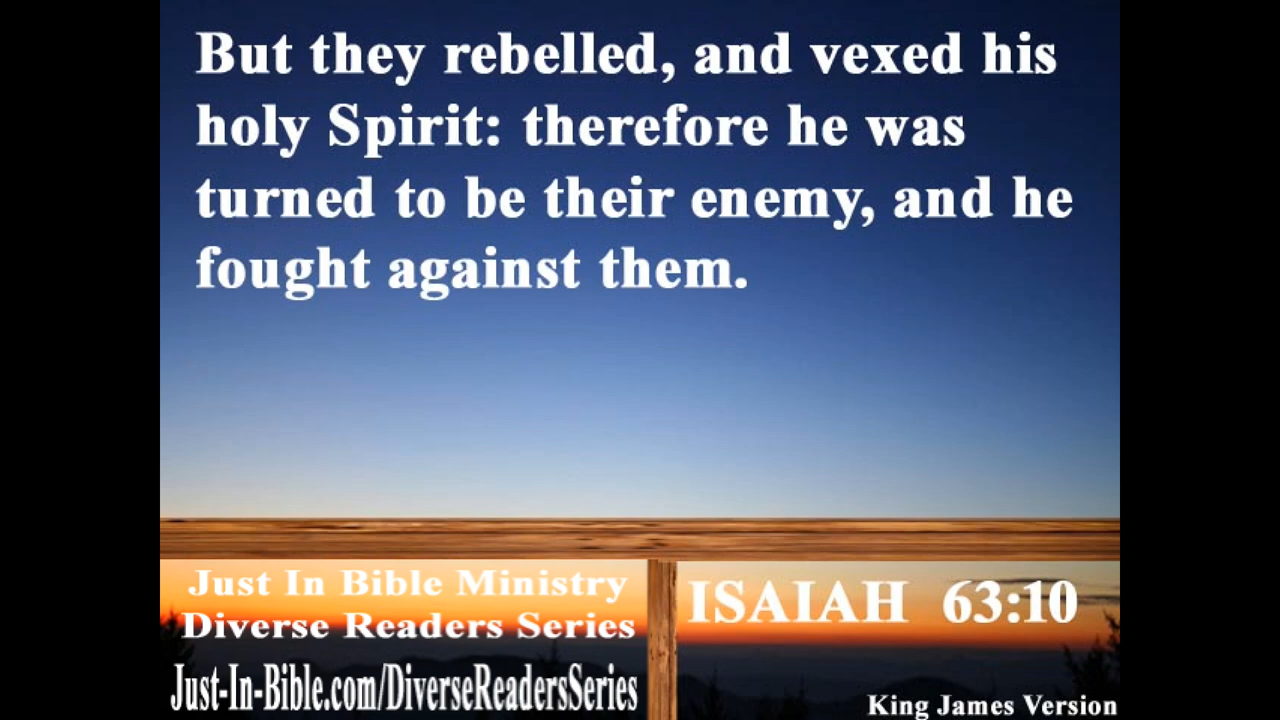 But they rebelled, and vexed his
holy Spirit: therefore he was
turned to be their enemy, and he
fought against them.
Just In Bible Ministry
Diverse Readers Series
Just-In-Bible.com/DiverseReadersSeries
ISAIAH 63:10
King James Version